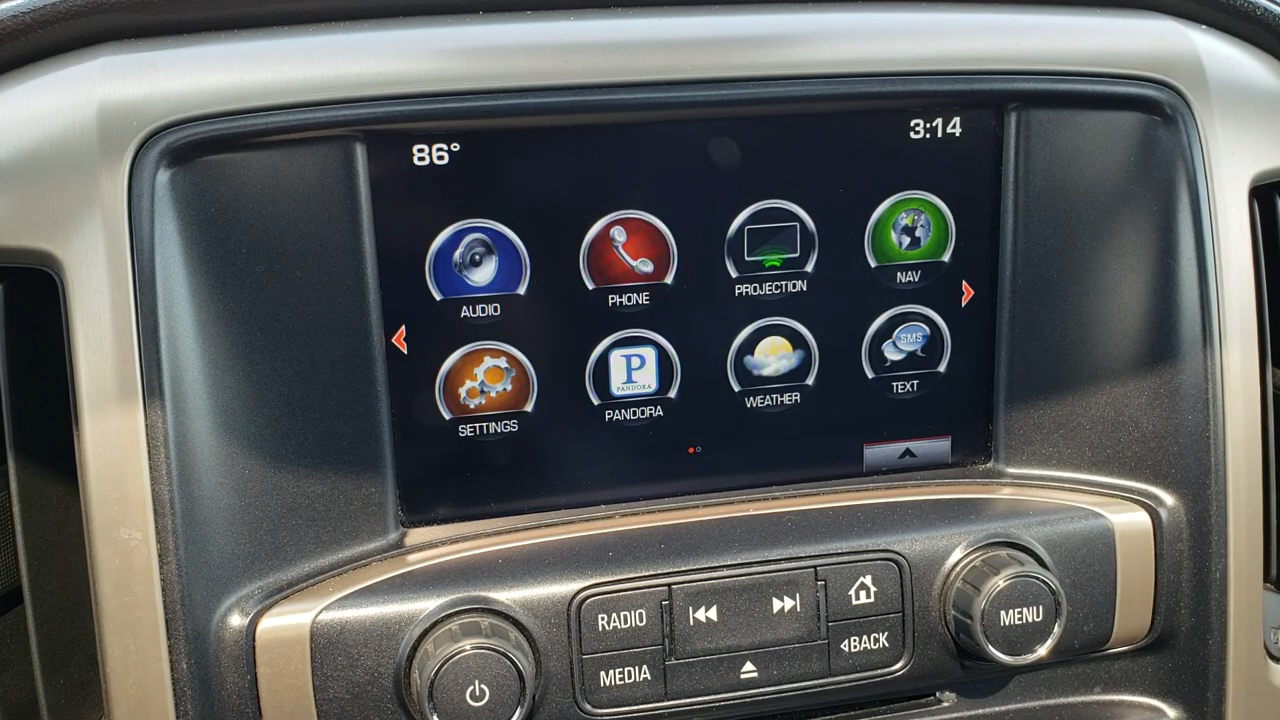 86° 3:14
AUDIO PHONE PROJECTION NAV
SMS
P
PANDORA
SETTINGS PANDORA WEATHER TEXT
RADIO
MENU
BACK
MEDIA